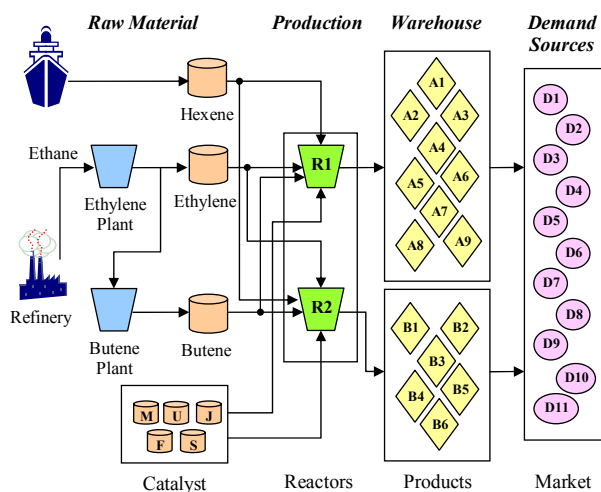 Raw Material
Production
Warehouse
Demand
Sources
Hexene
Ethane
Ethylene
Plant
Ethylene
Refinery
Butene
Plant
Butene
M U J
F S
Catalyst
R1
R2
Reactors
A1
A2 A3
A4
A5 A6
A7
A8 A9
B1 B2
B3
B4 B5
B6
Products
D1
D2
D3
D4
D5
D6
D7
D8
D9
D10
D11
Market